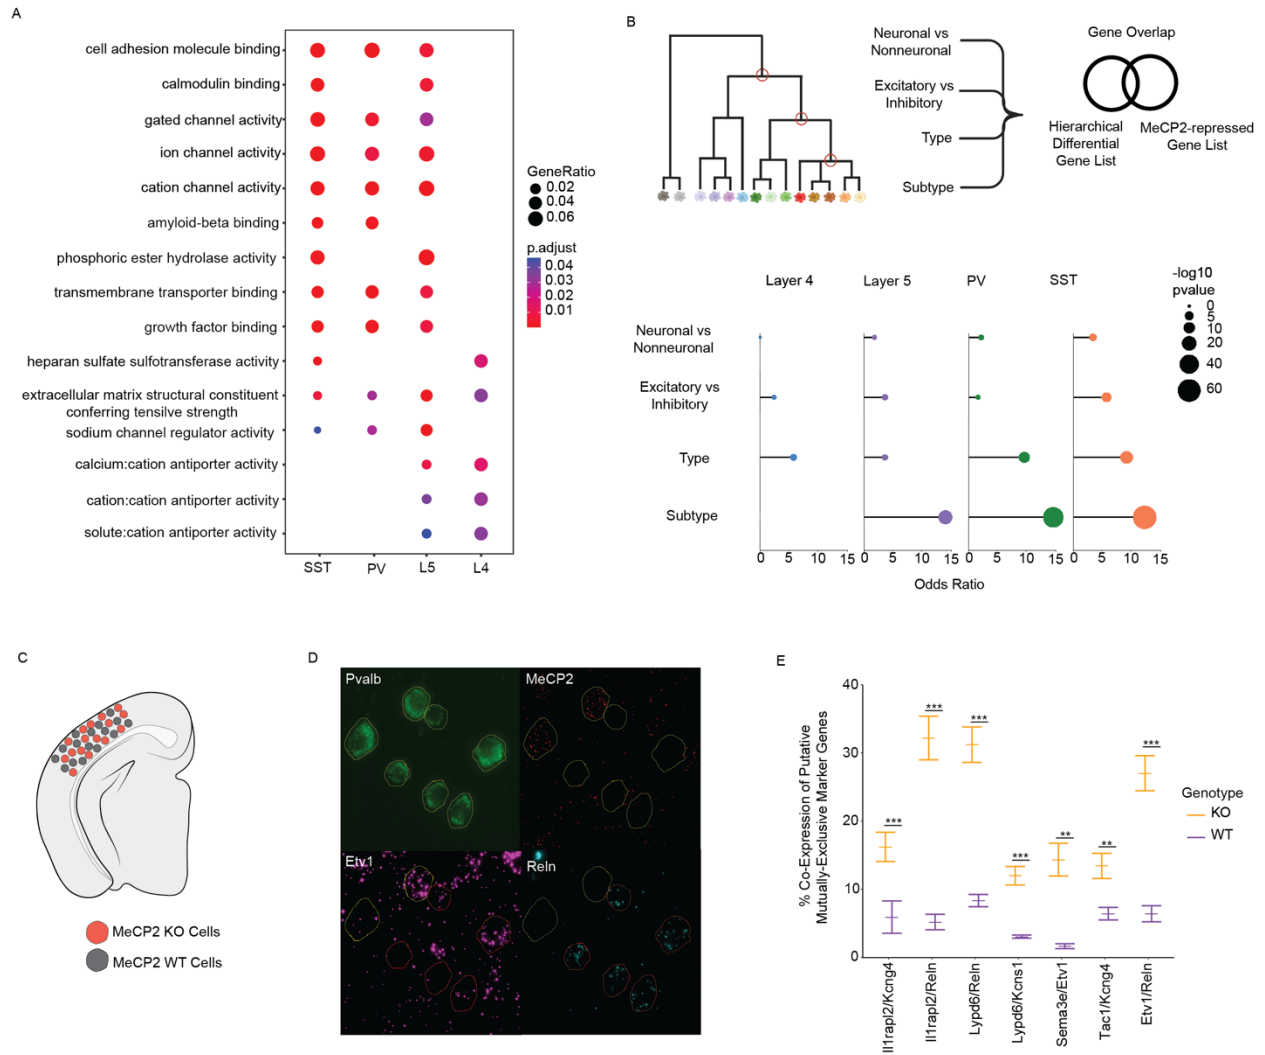 A
cell adhesion molecule binding
calmodulin binding
gated channel activity
ion channel activity
cation channel activity
amyloid-beta binding
phosphoric ester hydrolase activity
transmembrane transporter binding
growth factor binding
heparan sulfate sulfotransferase activity
extracellular matrix structural constituent
conferring tensilve strength
sodium channel regulator activity
calcium:cation antiporter activity
cation:cation antiporter activity
solute:cation antiporter activity
SST PV L5 L4
GeneRatio
0.02
0.04
0.06
p.adjust
0.04
0.03
0.02
0.01
B
Neuronal vs
Nonneuronal
Excitatory vs
Inhibitory
Type
Subtype
Gene Overlap
Hierarchical
Differential
Gene List
MeCP2-repressed
Gene List
Layer 4 Layer 5 PV SST
Neuronal vs
Nonneuronal
Excitatory vs
Inhibitory
Type
Subtype
0 5 10 15 0 5 10 15 0 5 10 15 0 5 10 15
Odds Ratio
-log10
pvalue
0
5
10
20
40
60
C
MeCP2 KO Cells
MeCP2 WT Cells
D
Pvalb
MeCP2
Etv1
Reln
E
% Co-Expression of Putative
Mutually-Exclusive Marker Genes
40
30
20
10
0
***
***
***
***
**
**
***
Il1rapl2/Kcng4
Il1rapl2/Reln
Lypd6/Reln
Lypd6/Kcns1
Sema3e/Etv1
Tac1/Kcng4
Etv1/Reln
Genotype
KO
WT